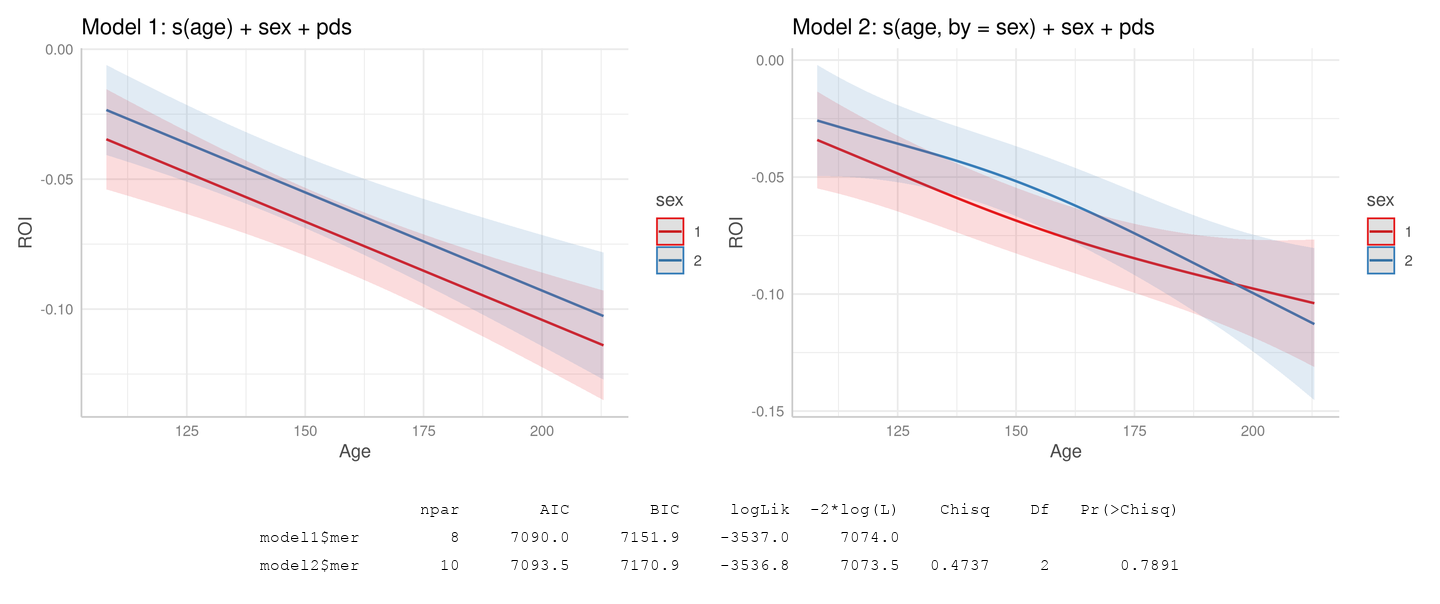 Model 1: s(age) + sex + pds
0.00
-0.05
-0.10
ROI
125 150 175 200
Age
sex
1
2
Model 2: s(age, by = sex) + sex + pds
0.00
-0.05
-0.10
-0.15
ROI
125 150 175 200
Age
sex
1
2
npar AIC BIC logLik -2*log(L) Chisq Df Pr(>Chisq)
model1$mer 8 7090.0 7151.9 -3537.0 7074.0
model2$mer 10 7093.5 7170.9 -3536.8 7073.5 0.4737 2 0.7891